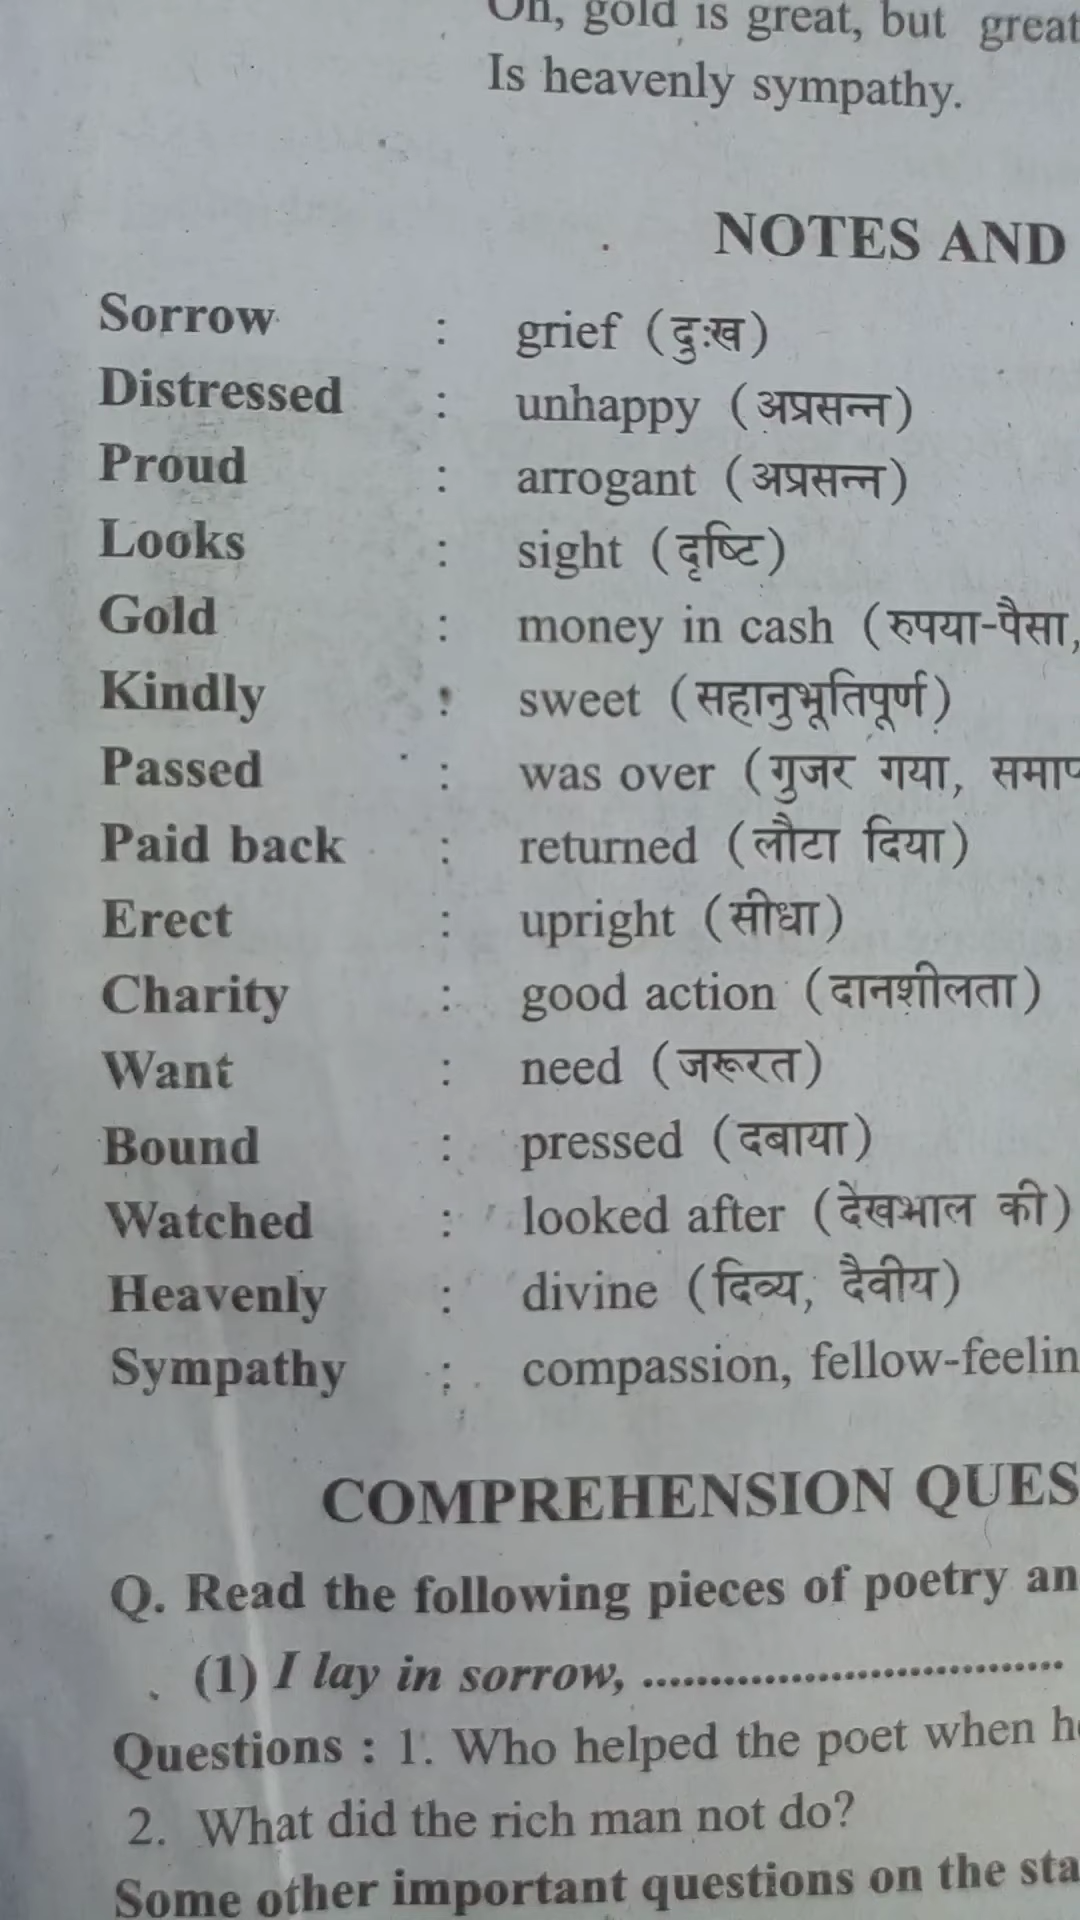 Oh, gold is great, but great
Is heavenly sympathy.
NOTES AND
Sorrow : grief (दुःख)
Distressed : unhappy (अप्रसन्न)
Proud : arrogant (अप्रसन्न)
Looks : sight (दृष्टि)
Gold : money in cash (रुपया-पैसा,
Kindly : sweet (सहानुभूतिपूर्ण)
Passed : was over (गुजर गया,
Paid back : returned (लौटा दिया)
Erect : upright (सीधा)
Charity : good action (दानशीलता)
Want : need (जरूरत)
Bound : pressed (दबाया)
Watched : looked after (देखभाल की)
Heavenly : divine (दिव्य, दैवीय)
Sympathy : compassion, fellow-feelin
COMPREHENSION QUES
Q. Read the following pieces of poetry an
(1) I lay in sorrow, ................................
Questions : 1. Who helped the poet when h
2. What did the rich man not do?
Some other important questions on the sta